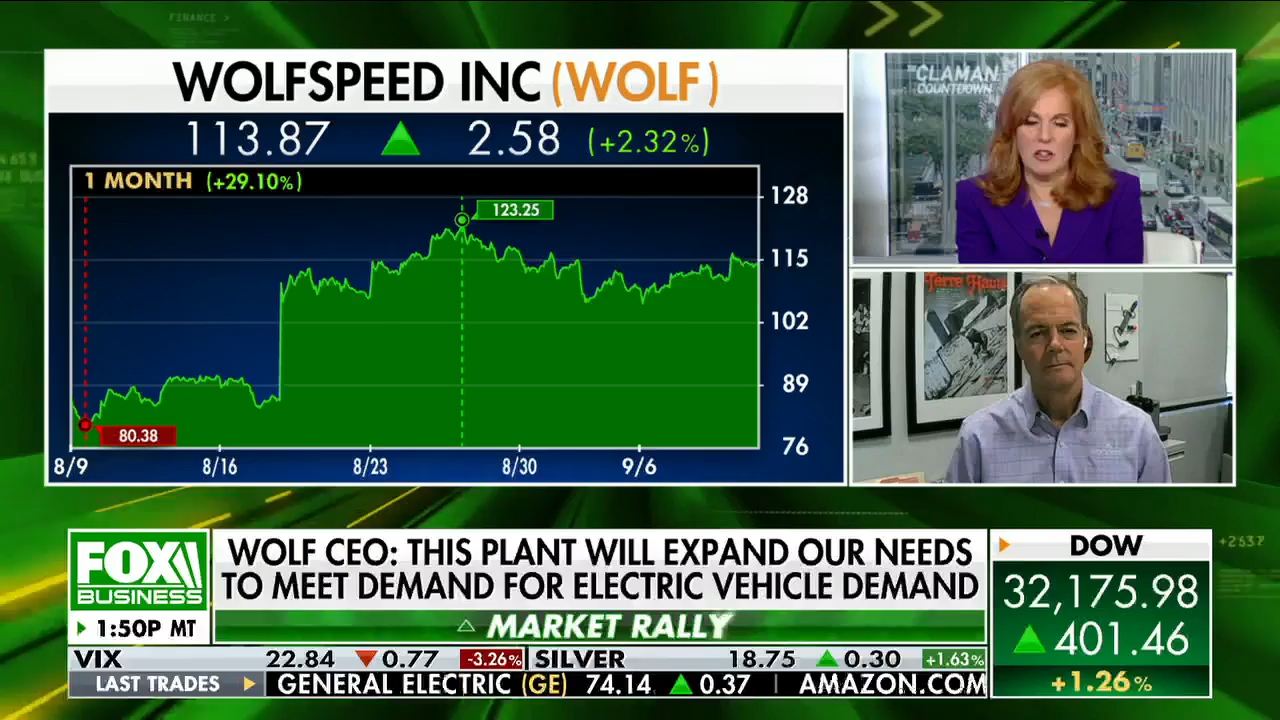 FINANCE >
WOLFSPEED INC (WOLF)
113.87 2.58 (+2.32%)
1 MONTH (+29.10%)
128
123.25
115
102
89
80.38
76
8/9 8/16 8/23 8/30 9/6
CLAMAN
COUNTDOWN
Terre Haute
+2537
FOX
BUSINESS
1:50P MT
WOLF CEO: THIS PLANT WILL EXPAND OUR NEEDS
TO MEET DEMAND FOR ELECTRIC VEHICLE DEMAND
MARKET RALLY
DOW
32,175.98
401.46
+1.26%
VIX 22.84 0.77 -3.26% SILVER 18.75 0.30 +1.63%
LAST TRADES GENERAL ELECTRIC (GE) 74.14 0.37 AMAZON.COM